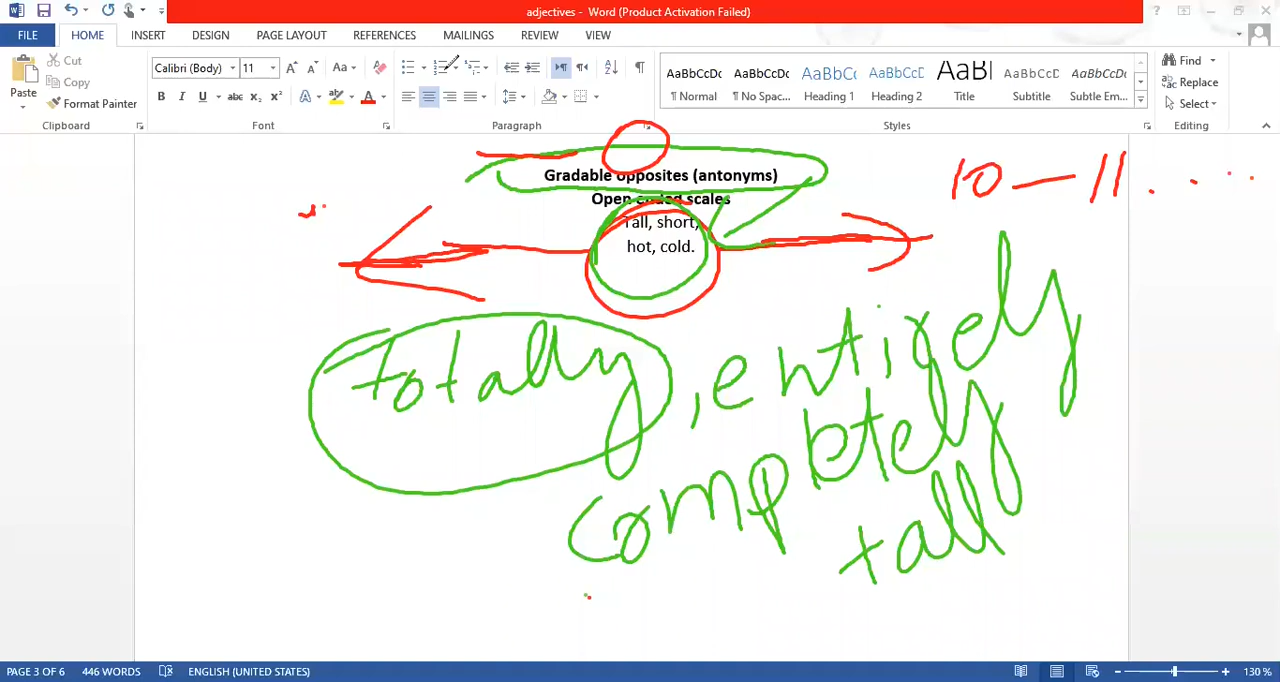 adjectives - Word (Product Activation Failed)
FILE HOME INSERT DESIGN PAGE LAYOUT REFERENCES MAILINGS REVIEW VIEW
Cut
Copy
Format Painter
Paste
Clipboard
Calibri (Body) 11
Font
Paragraph
AaBbCcDc AaBbCcDc AaBbCc AaBbCcD AaBl AaBbCcD AaBbCcDc
¶ Normal ¶ No Spac... Heading 1 Heading 2 Title Subtitle Subtle Em...
Styles
Find
Replace
Select
Editing
Gradable opposites (antonyms)
Open ended scales
Tall, short,
hot, cold.
10 — 11 . . . .
totally, entirely
completely
tall
PAGE 3 OF 6 446 WORDS ENGLISH (UNITED STATES) 130 %